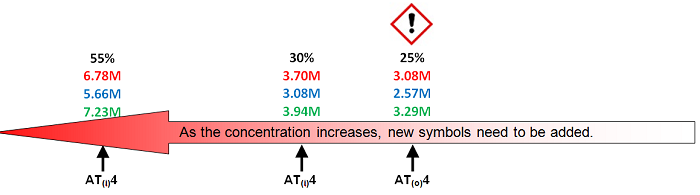 !
55% 30% 25%
6.78M 3.70M 3.08M
5.66M 3.08M 2.57M
7.23M 3.94M 3.29M
As the concentration increases, new symbols need to be added.
AT(I)4 AT(I)4 AT(o)4